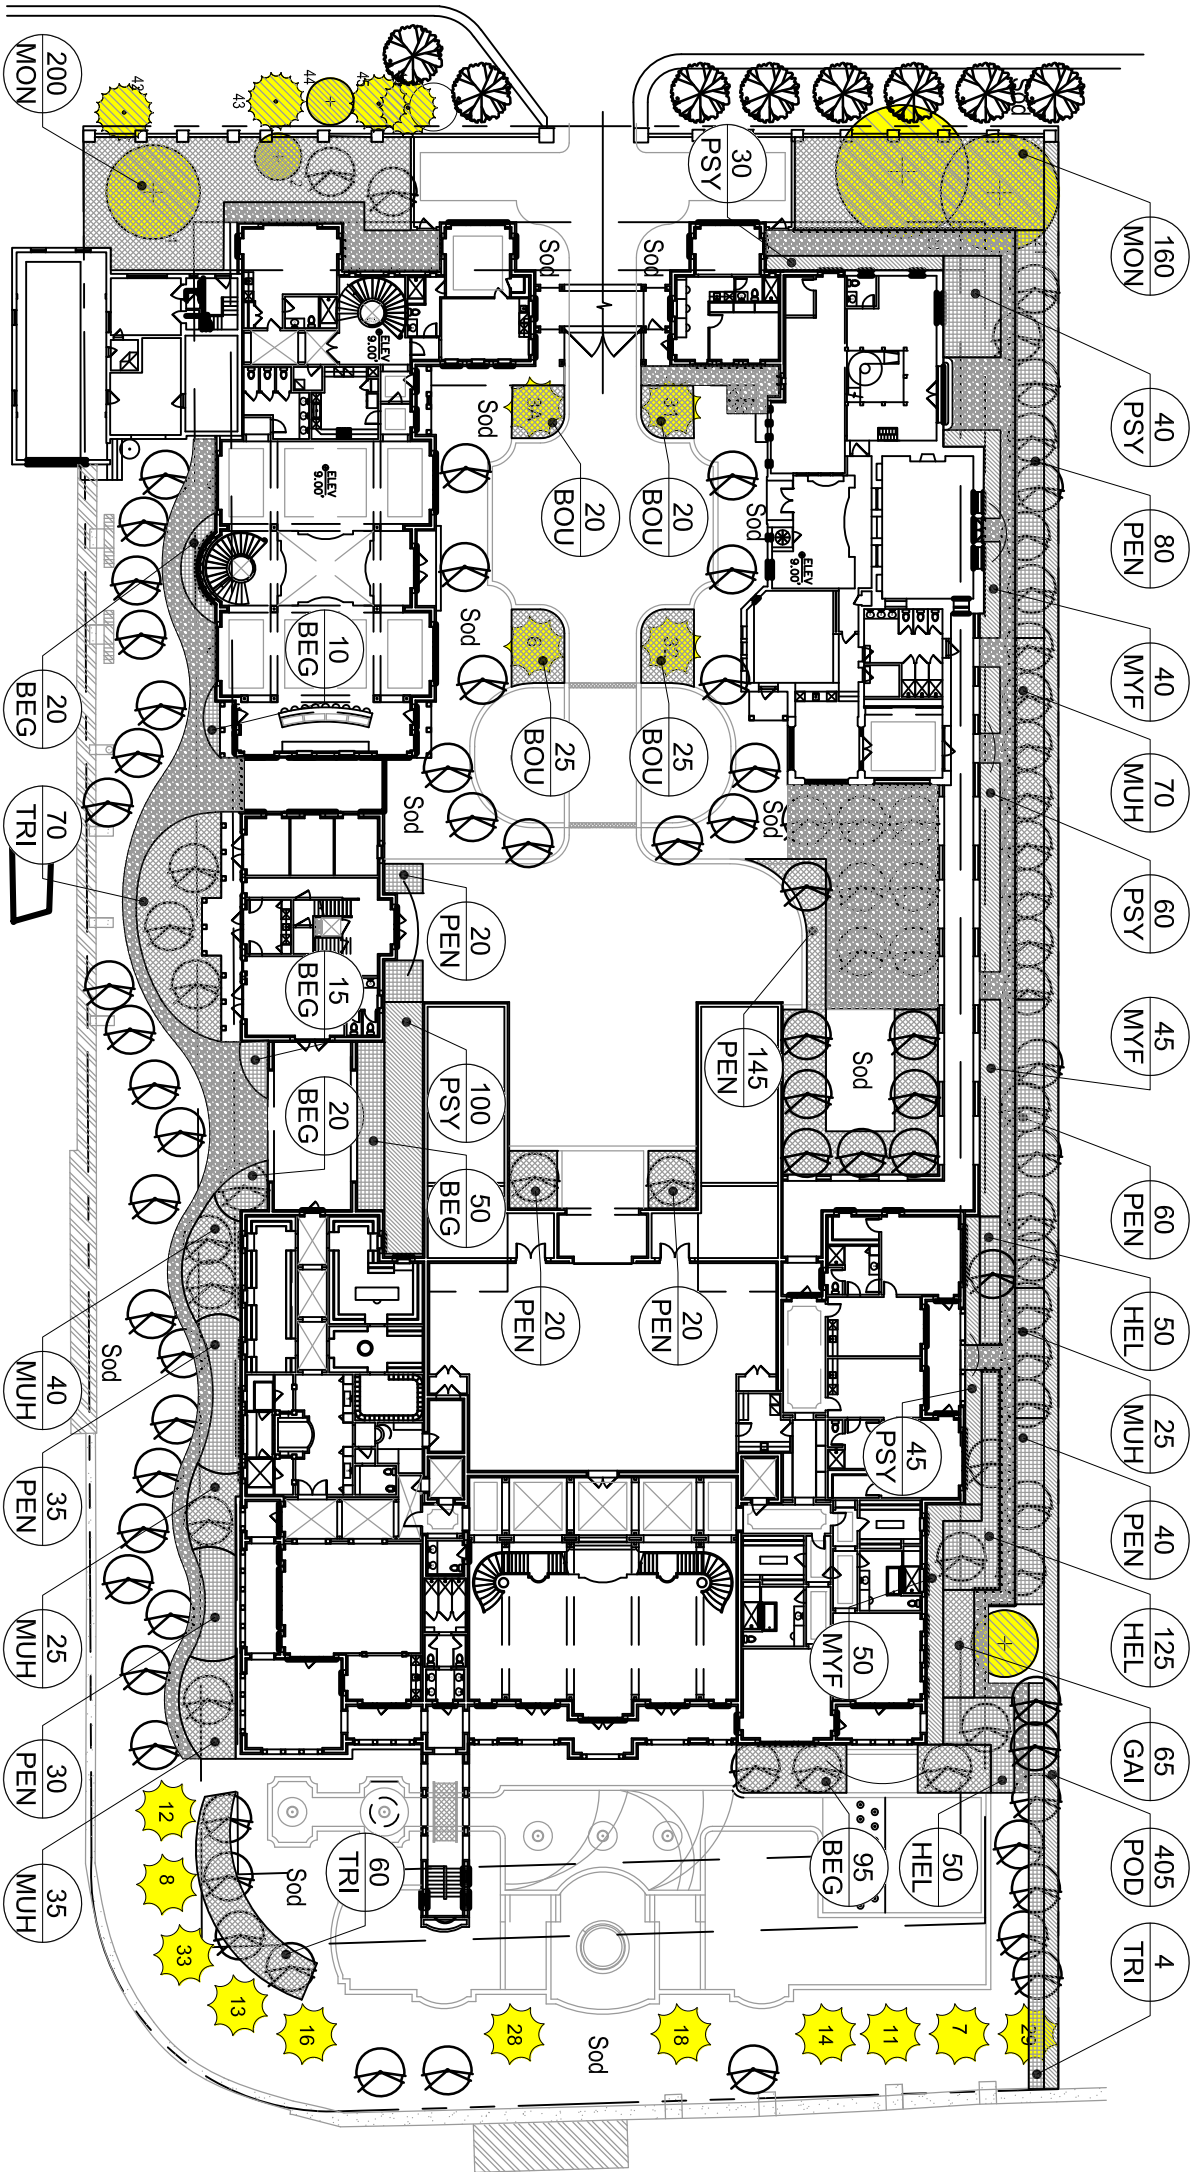 160
MON
40
PSY
80
PEN
40
MYF
70
MUH
60
PSY
45
MYF
60
PEN
50
HEL
25
MUH
40
PEN
125
HEL
65
GAI
405
POD
4
TRI
Sod
29
7
50
HEL
45
PSY
11
Sod
50
MYF
95
BEG
14
ELEV
9.00'
Sod
Sod
30
PSY
145
PEN
Sod
31
20
BOU
32
25
BOU
20
PEN
18
Sod
Sod
3A
20
BOU
6
25
BOU
20
PEN
28
Sod
Sod
Sod
20
PEN
100
PSY
50
BEG
ELEV
9.00'
ELEV
9.00'
10
BEG
15
BEG
20
BEG
60
TRI
Sod
16
45
44
43
13
33
8
12
42
Sod
200
MON
20
BEG
70
TRI
40
MUH
35
PEN
25
MUH
30
PEN
35
MUH